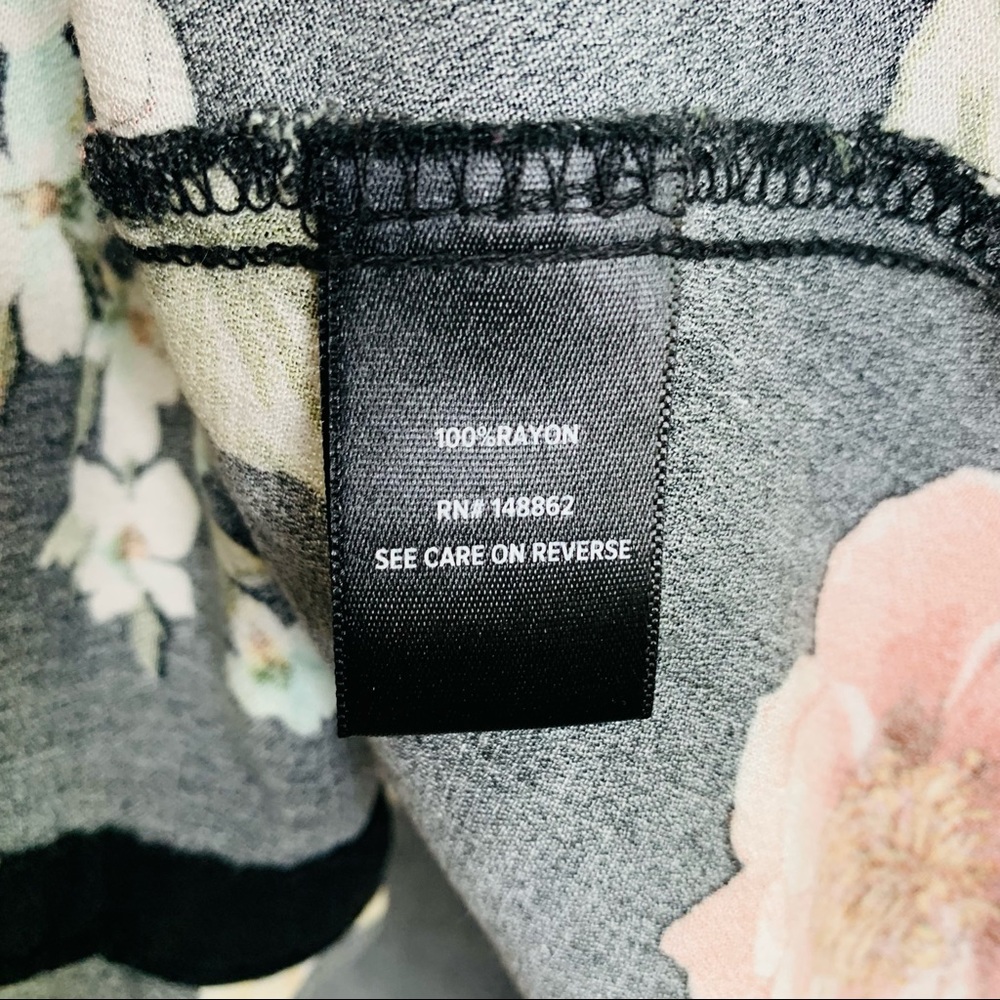 100%RAYON
RN# 148862
SEE CARE ON REVERSE